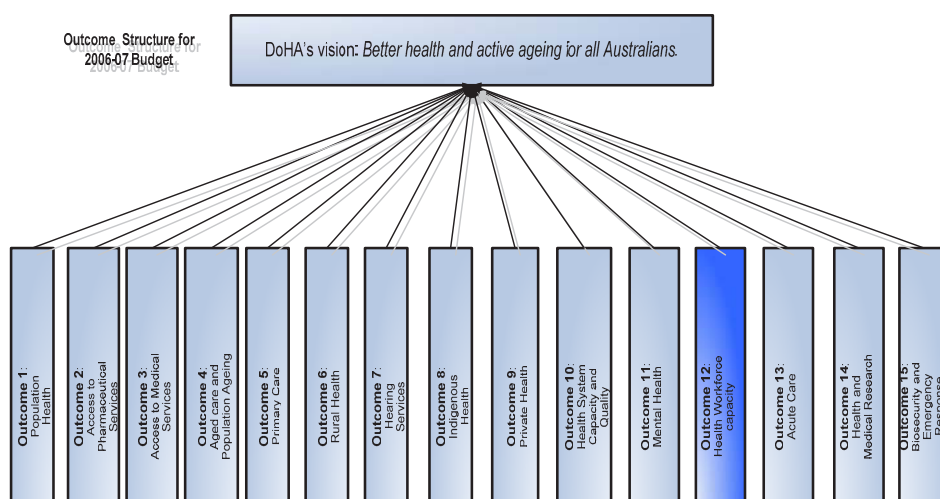 Outcome Structure for
2006-07 Budget
DoHA's vision: Better health and active ageing for all Australians.
Outcome 1:
Population
Health
Outcome 2:
Access to
Pharmaceutical
Services
Outcome 3:
Access to Medical
Services
Outcome 4:
Aged care and
Population Ageing
Outcome 5:
Primary Care
Outcome 6:
Rural Health
Outcome 7:
Hearing
Services
Outcome 8:
Indigenous
Health
Outcome 9:
Private Health
Outcome 10:
Health System
Capacity and
Quality
Outcome 11:
Mental Health
Outcome 12:
Health Workforce
capacity
Outcome 13:
Acute Care
Outcome 14:
Health and
Medical Research
Outcome 15:
Biosecurity and
Emergency
Response